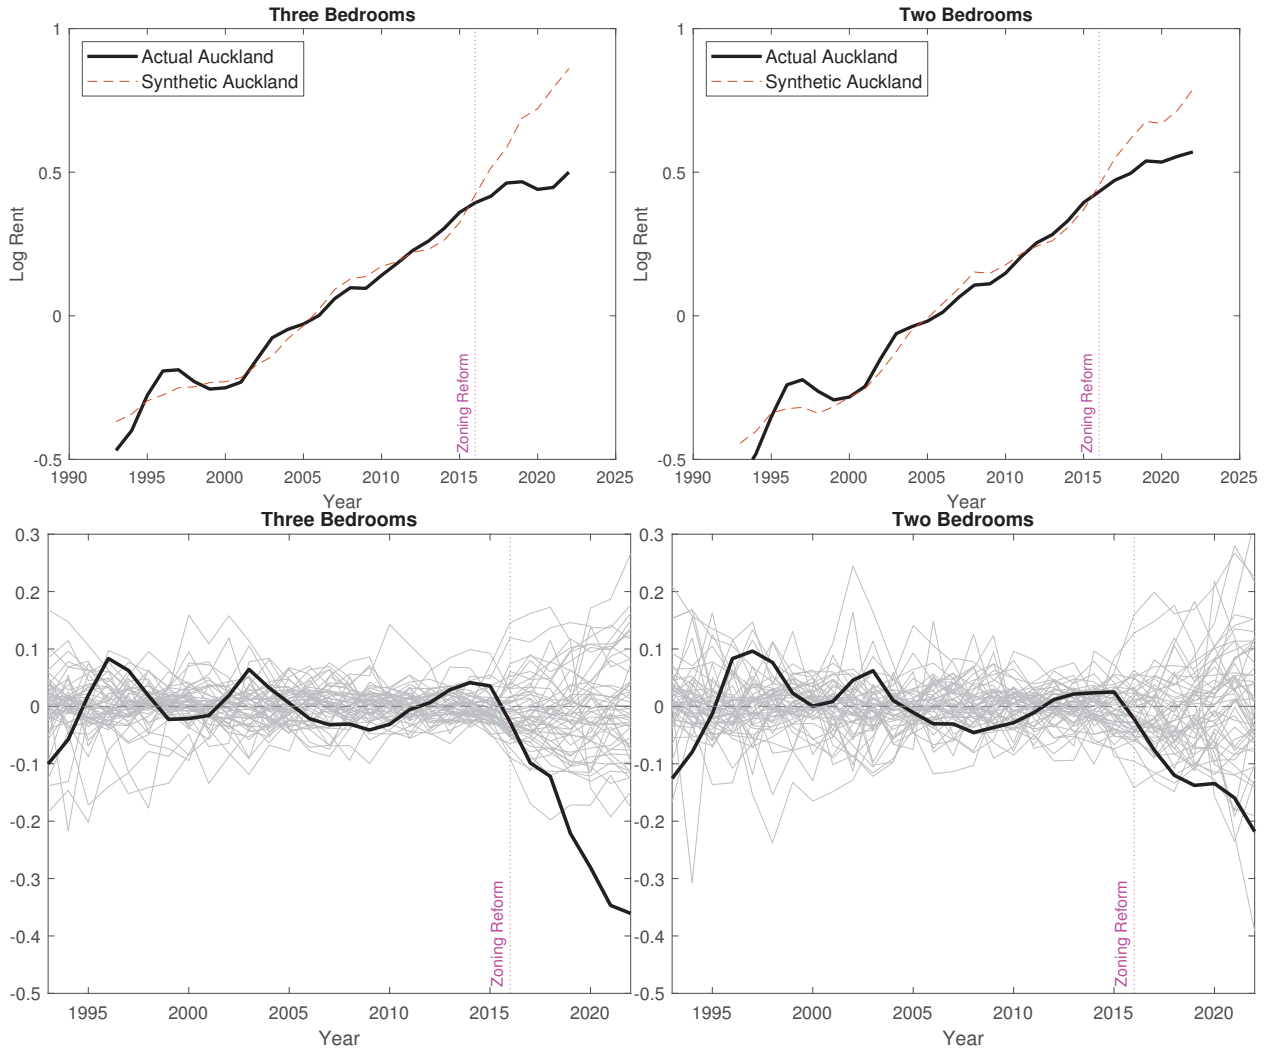 Three Bedrooms
1
0.5
0
-0.5
Log Rent
Actual Auckland
Synthetic Auckland
Zoning Reform
1990 1995 2000 2005 2010 2015 2020 2025
Year
Two Bedrooms
1
0.5
0
-0.5
Log Rent
Actual Auckland
Synthetic Auckland
Zoning Reform
1990 1995 2000 2005 2010 2015 2020 2025
Year
Three Bedrooms
0.3
0.2
0.1
0
-0.1
-0.2
-0.3
-0.4
-0.5
Zoning Reform
1995 2000 2005 2010 2015 2020
Year
Two Bedrooms
0.3
0.2
0.1
0
-0.1
-0.2
-0.3
-0.4
-0.5
Zoning Reform
1995 2000 2005 2010 2015 2020
Year